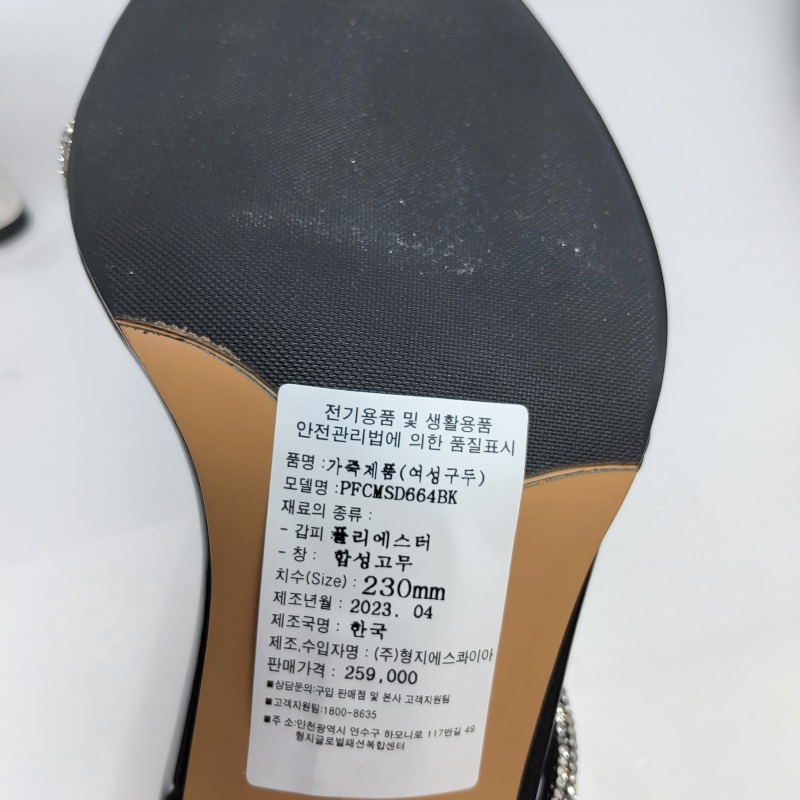 전기용품 및 생활용품
안전관리법에 의한 품질표시
품명 :가죽제품(여성구두)
모델명 :PFCMSD664BK
재료의 종류 :
- 갑피 폴리에스터
- 창 : 합성고무
치수(Size) : 230mm
제조년월 : 2023. 04
제조국명 : 한국
제조,수입자명 : (주)형지에스콰이아
판매가격 : 259,000
■상담문의:구입 판매점 및 본사 고객지원팀
■고객지원팀:1800-8635
■주 소:인천광역시 연수구 하모니로 117번길 49
형지글로벌패션복합센터